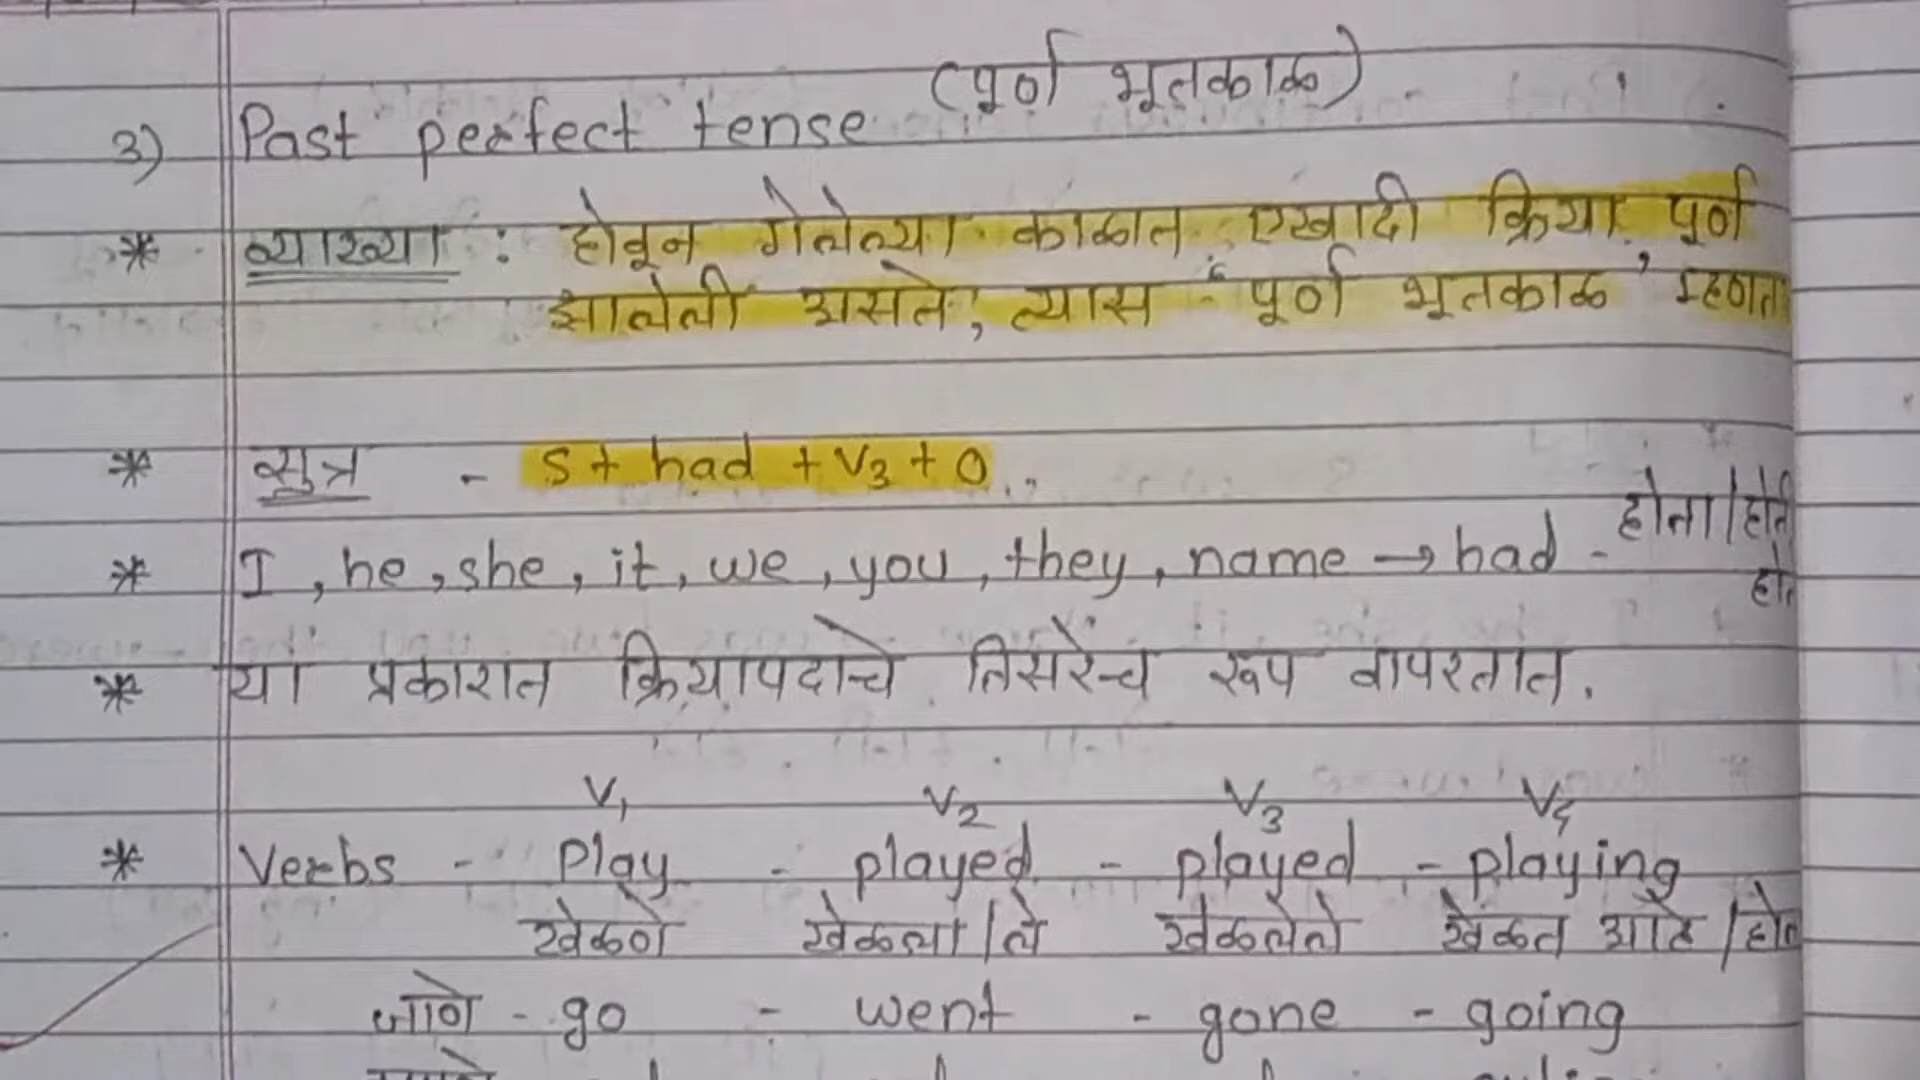 (पूर्ण भूतकाळ)
3) Past perfect tense
* व्याख्या : होवून गेलेल्या काळात एखादी क्रिया पूर्ण
झालेली असते, त्यास 'पूर्ण भूतकाळ' म्हणतात
* सुत्र - S + had + V3 + O
होता/होती
* I, he, she, it, we, you, they, name → had -
होते
* या प्रकारात क्रियापदाचे तिसरेच रूप वापरतात.
V1 V2 V3 V4
* Verbs - Play - played - played - playing
खेळणे खेळला/ले खेळलेले खेळत आहे/होते
जाणे - go - went - gone - going